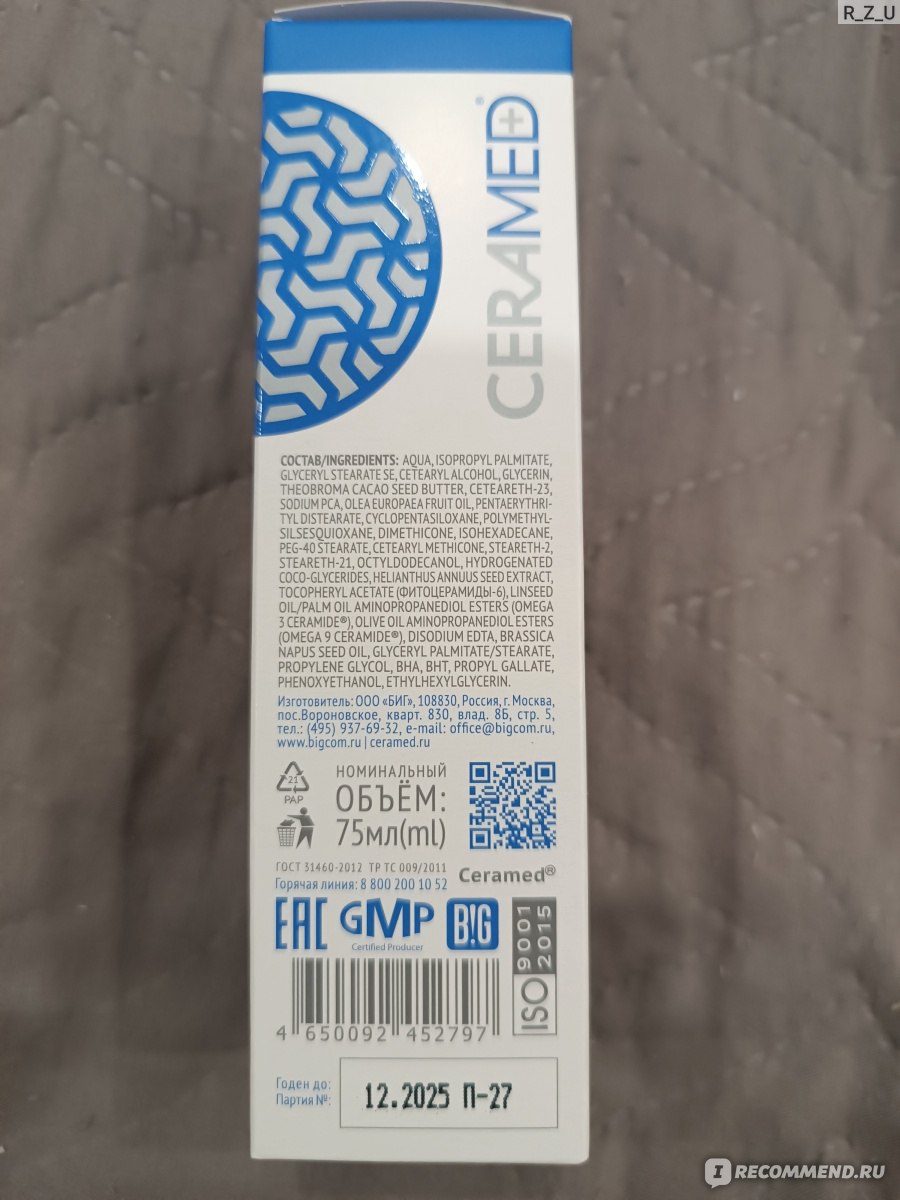 R_Z_U
CERAMED®
СОСТАВ/INGREDIENTS: AQUA, ISOPROPYL PALMITATE,
GLYCERYL STEARATE SE, CETEARYL ALCOHOL, GLYCERIN,
THEOBROMA CACAO SEED BUTTER, CETEARETH-23,
SODIUM PCA, OLEA EUROPAEA FRUIT OIL, PENTAERYTHRI-
TYL DISTEARATE, CYCLOPENTASILOXANE, POLYMETHYL-
SILSESQUIOXANE, DIMETHICONE, ISOHEXADECANE,
PEG-40 STEARATE, CETEARYL METHICONE, STEARETH-2,
STEARETH-21, OCTYLDODECANOL, HYDROGENATED
COCO-GLYCERIDES, HELIANTHUS ANNUUS SEED EXTRACT,
TOCOPHERYL ACETATE (ФИТОЦЕРАМИДЫ-6), LINSEED
OIL/PALM OIL AMINOPROPANEDIOL ESTERS (OMEGA
3 CERAMIDE®), OLIVE OIL AMINOPROPANEDIOL ESTERS
(OMEGA 9 CERAMIDE®), DISODIUM EDTA, BRASSICA
NAPUS SEED OIL, GLYCERYL PALMITATE/STEARATE,
PROPYLENE GLYCOL, BHA, BHT, PROPYL GALLATE,
PHENOXYETHANOL, ETHYLHEXYLGLYCERIN.
Изготовитель: ООО «БИГ», 108830, Россия, г. Москва,
пос.Вороновское, кварт. 830, влад. 8Б, стр. 5,
тел.: (495) 937-69-32, e-mail: office@bigcom.ru,
www.bigcom.ru | ceramed.ru
21
PAP
НОМИНАЛЬНЫЙ
ОБЪЁМ:
75мл(ml)
ГОСТ 31460-2012 ТР ТС 009/2011
Горячая линия: 8 800 200 10 52
Ceramed®
EAC
GMP
Certified Producer
B!G
ISO 9001
2015
4 650092 452797
Годен до:
Партия №:
12.2025 П-27
IRECOMMEND.RU